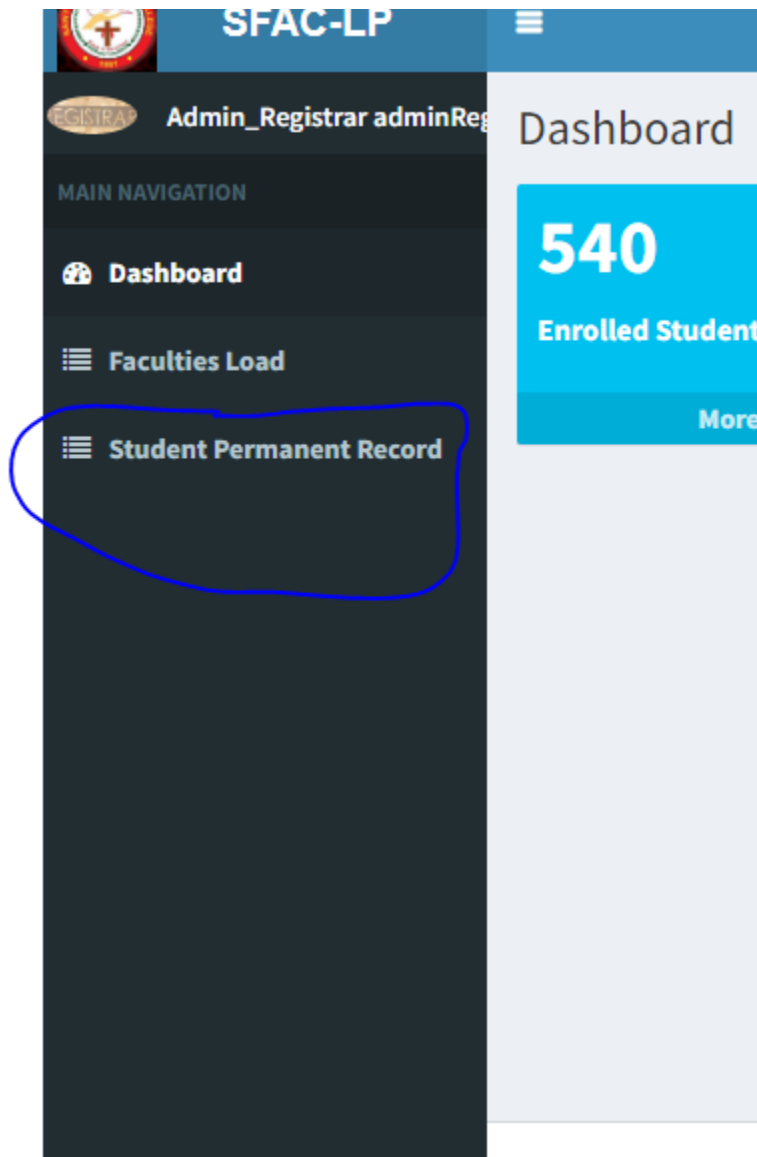 SFAC-LP
Admin_Registrar adminReg
MAIN NAVIGATION
Dashboard
Faculties Load
Student Permanent Record
Dashboard
540
Enrolled Student
More